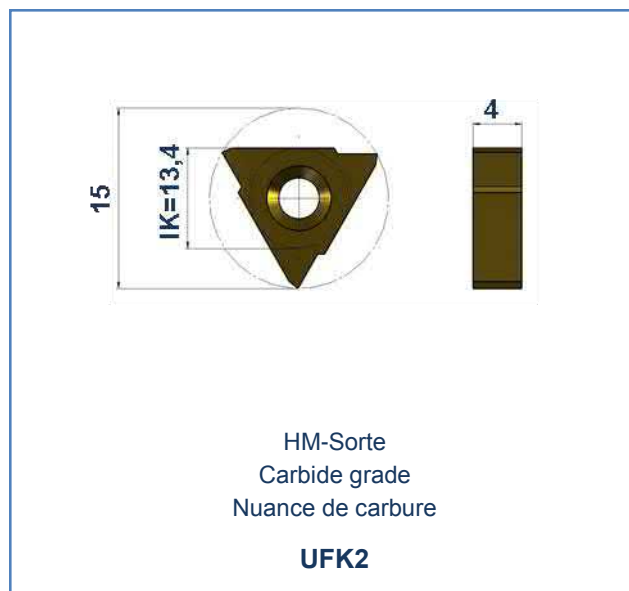 4
15
IK=13,4
HM-Sorte
Carbide grade
Nuance de carbure
UFK2